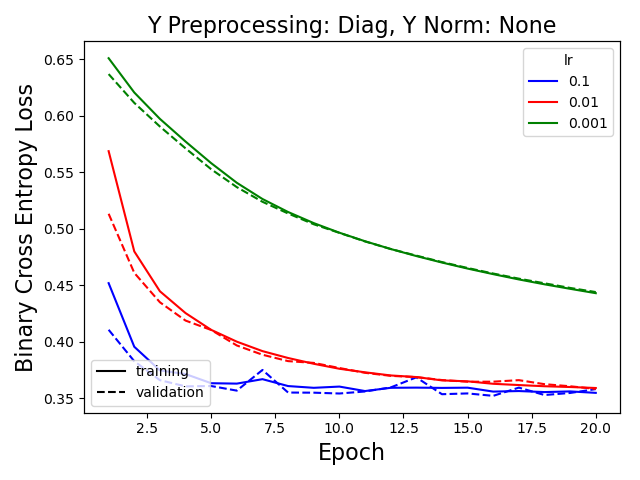 Y Preprocessing: Diag, Y Norm: None
Binary Cross Entropy Loss
0.65
0.60
0.55
0.50
0.45
0.40
0.35
lr
0.1
0.01
0.001
training
validation
2.5 5.0 7.5 10.0 12.5 15.0 17.5 20.0
Epoch